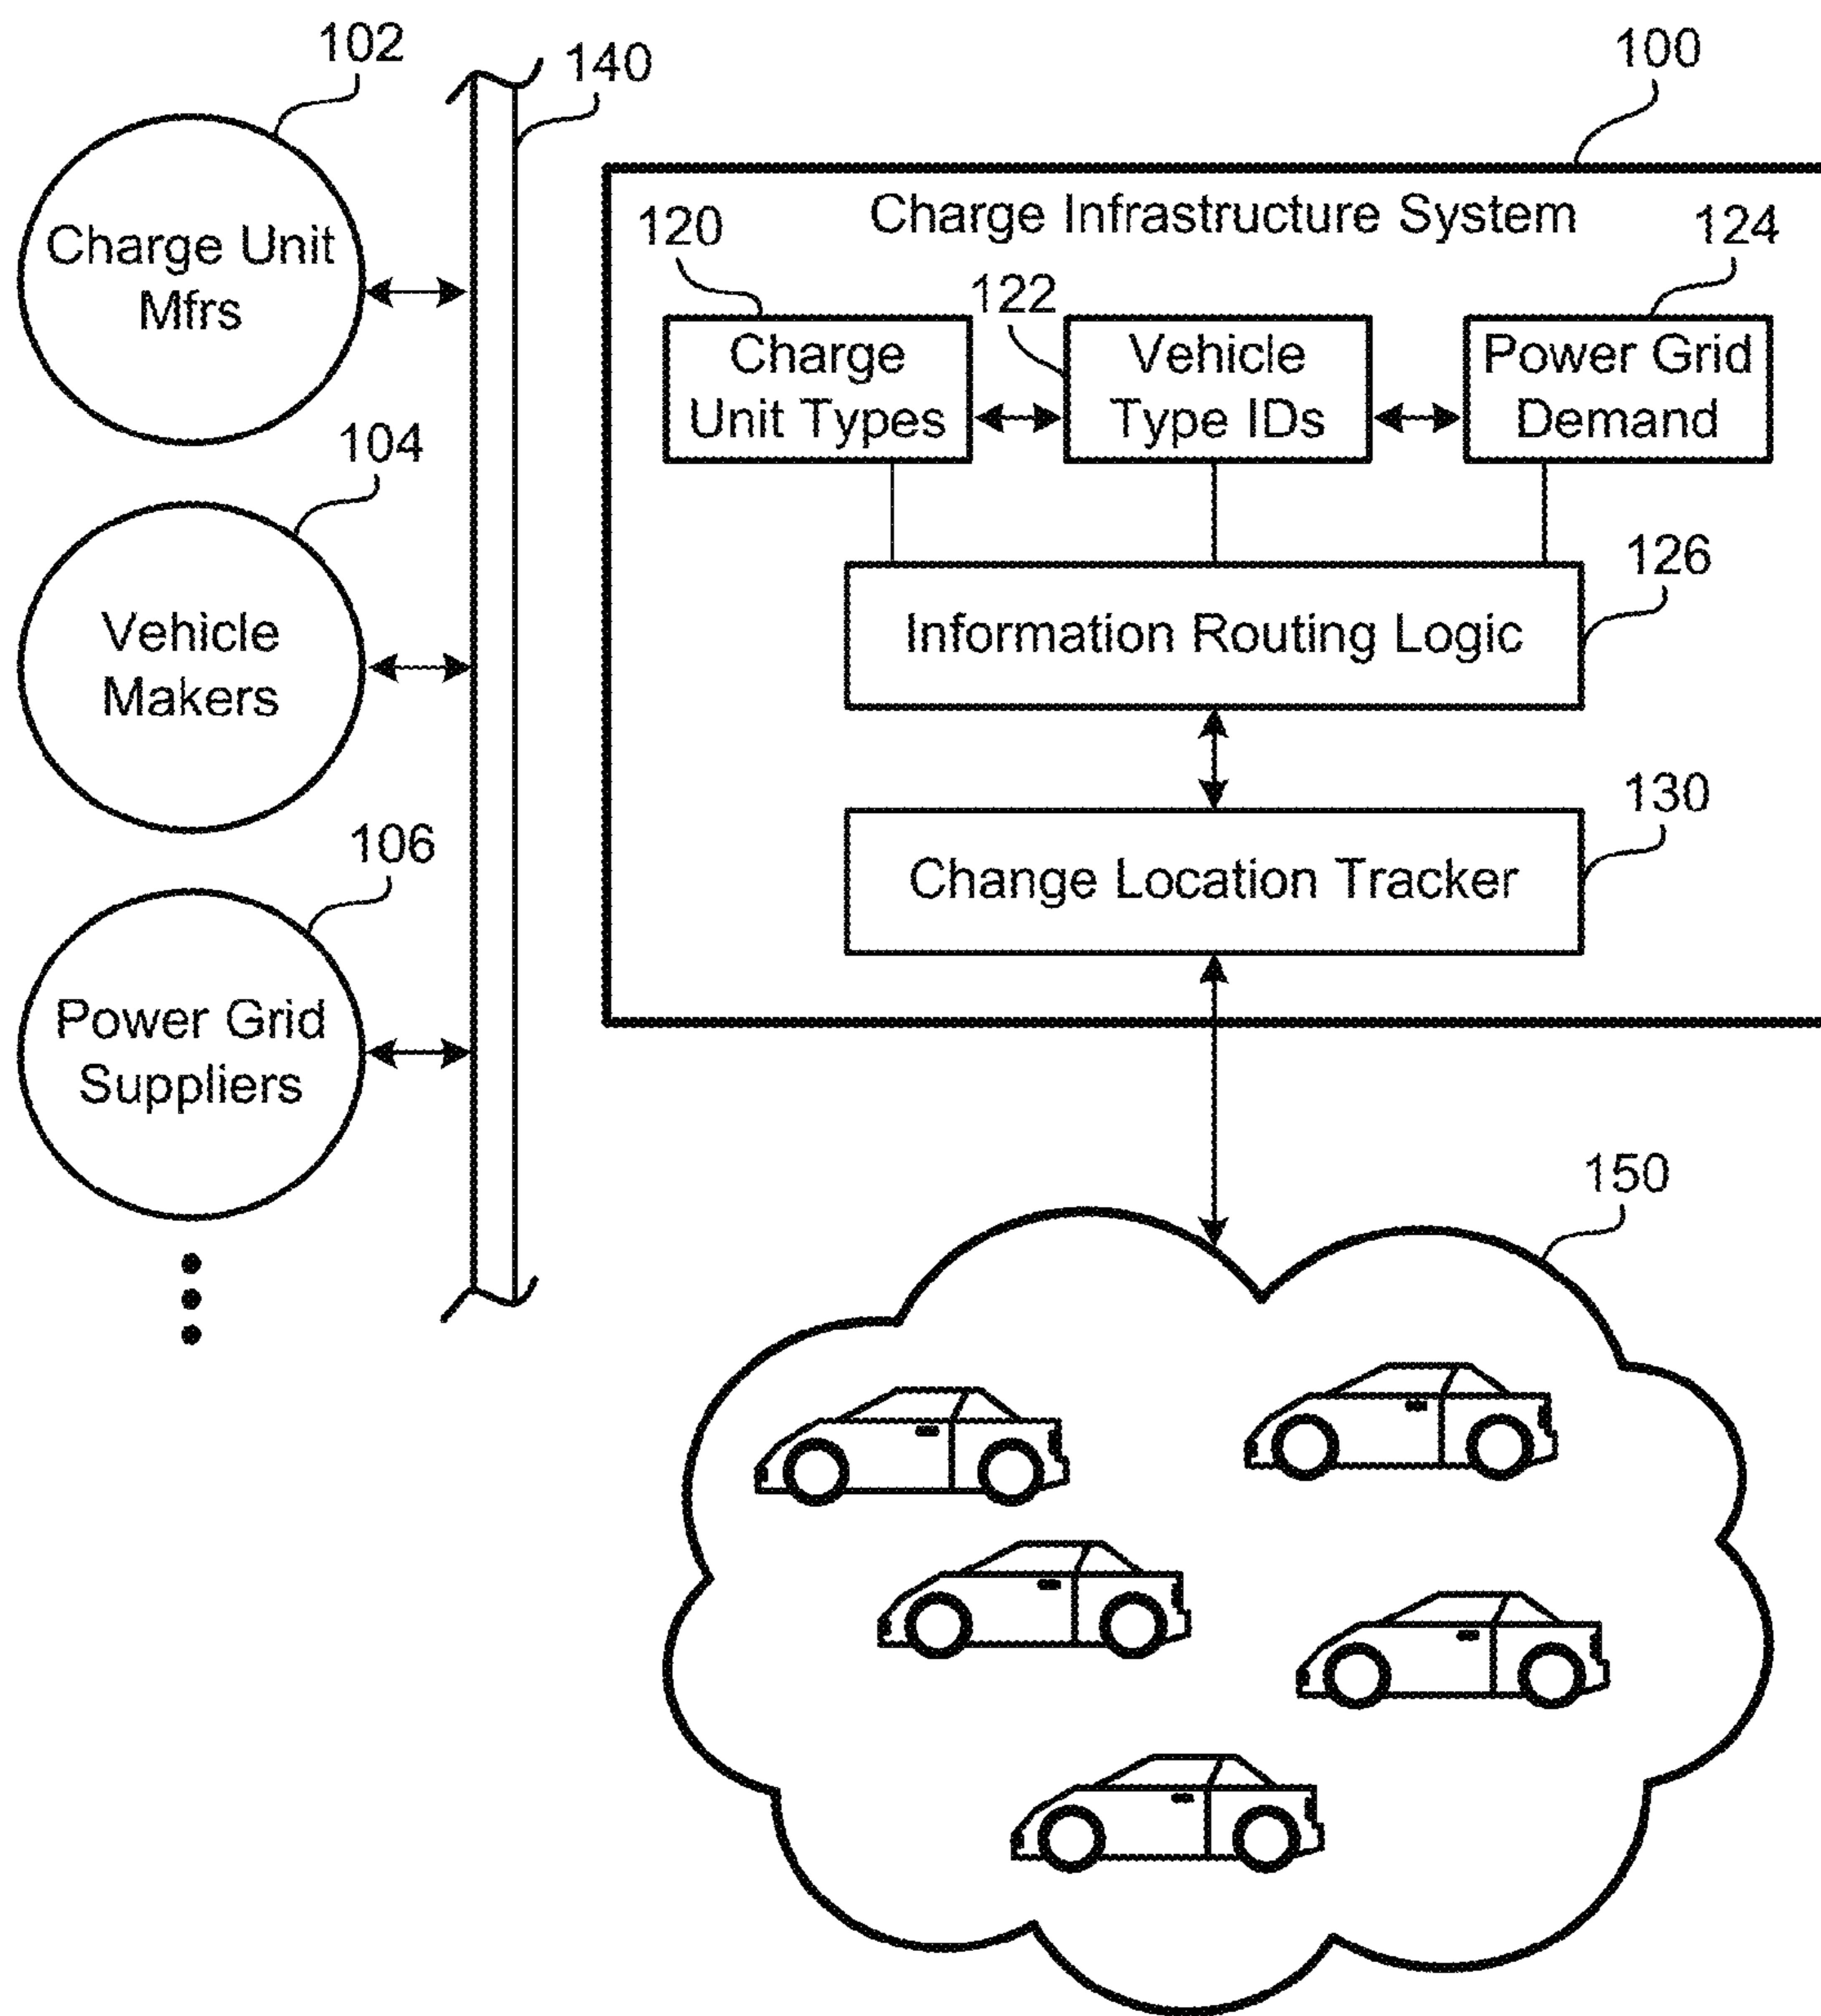 102
140
100
Charge Unit
Mfrs
Charge Infrastructure System
120
122
124
Charge
Unit Types
Vehicle
Type IDs
Power Grid
Demand
104
Vehicle
Makers
126
Information Routing Logic
130
Change Location Tracker
106
Power Grid
Suppliers
150